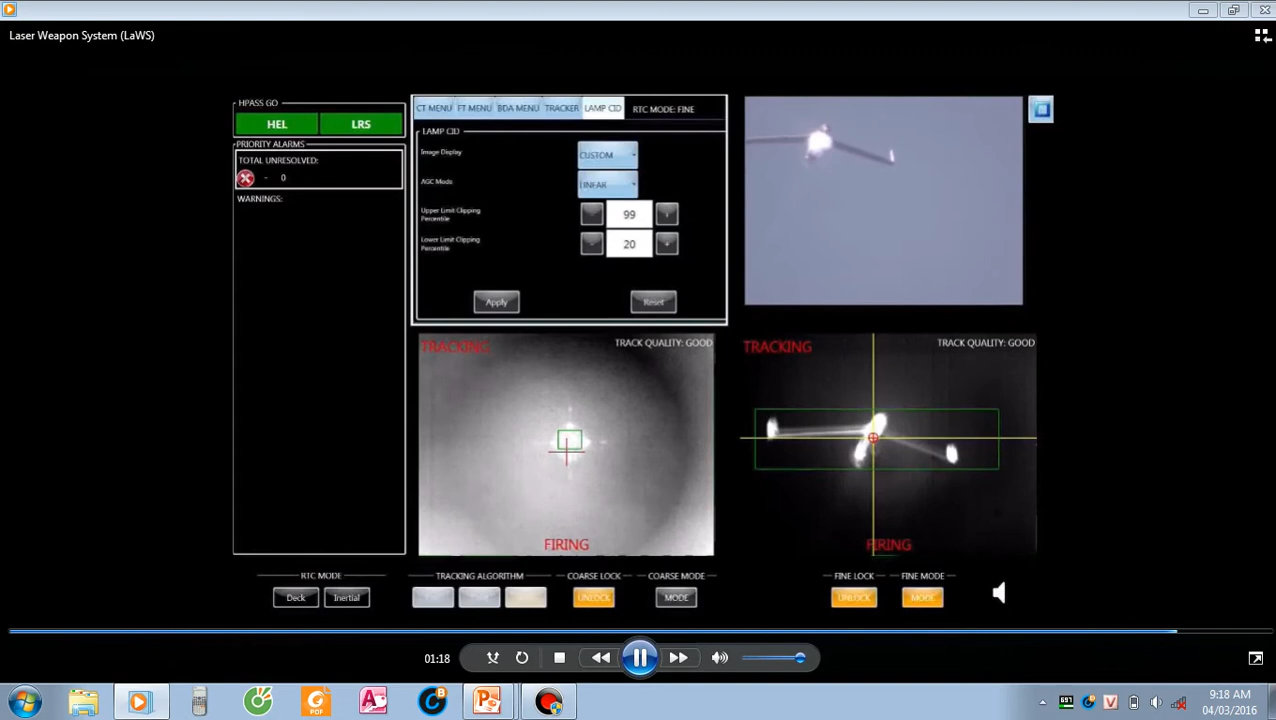 Laser Weapon System (LaWS)
HPASS GO
HEL LRS
PRIORITY ALARMS
TOTAL UNRESOLVED:
- 0
WARNINGS:
CT MENU FT MENU BDA MENU TRACKER LAMP CID RTC MODE: FINE
LAMP CID
Image Display CUSTOM
AGC Mode LINEAR
Upper Limit Clipping
Percentile
- 99 +
Lower Limit Clipping
Percentile
- 20 +
Apply Reset
TRACKING TRACK QUALITY: GOOD
FIRING
TRACKING TRACK QUALITY: GOOD
FIRING
RTC MODE TRACKING ALGORITHM COARSE LOCK COARSE MODE FINE LOCK FINE MODE
Deck Inertial UNLOCK MODE UNLOCK MODE
01:18
PDF
697
V
9:18 AM
04/03/2016